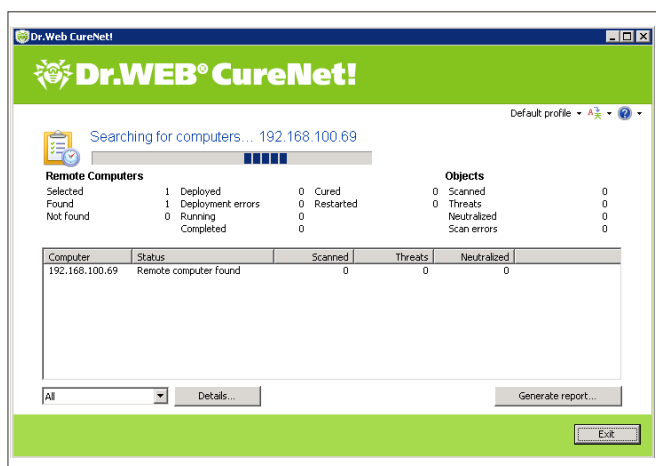 Dr.Web CureNet!
Dr.WEB® CureNet!
Default profile
Searching for computers... 192.168.100.69
Remote Computers Objects
Selected 1 Deployed 0 Cured 0 Scanned 0
Found 1 Deployment errors 0 Restarted 0 Threats 0
Not found 0 Running 0 Neutralized 0
Completed 0 Scan errors 0
Computer Status Scanned Threats Neutralized
192.168.100.69 Remote computer found 0 0 0
All Details... Generate report...
Exit